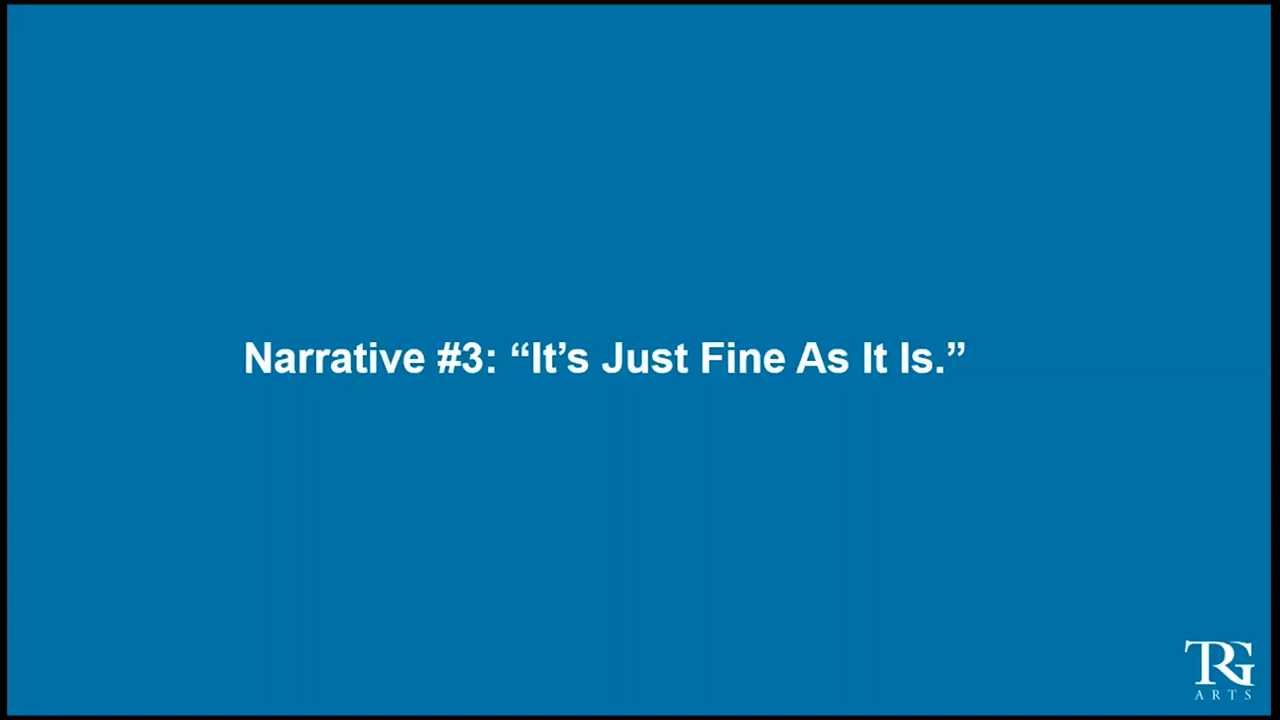 Narrative #3: “It’s Just Fine As It Is.”
TRG
ARTS